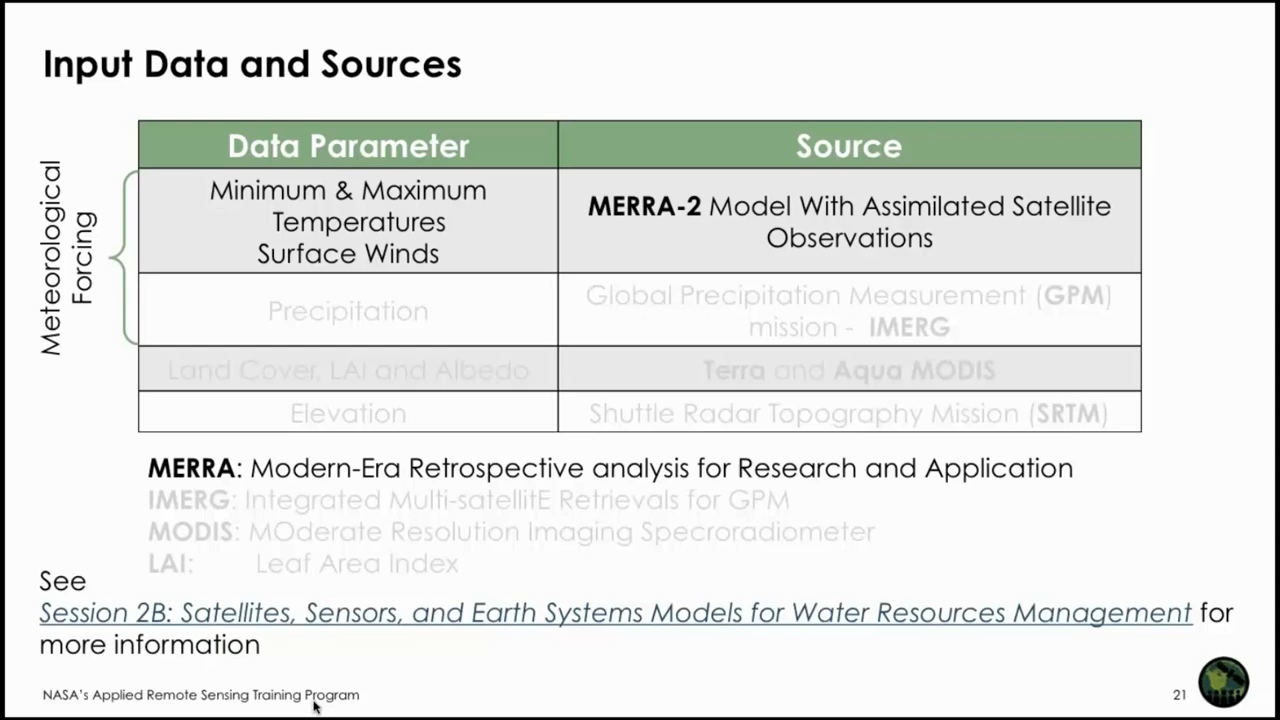 Input Data and Sources
Meteorological
Forcing
Data Parameter
Source
Minimum & Maximum
Temperatures
Surface Winds
MERRA-2 Model With Assimilated Satellite
Observations
Precipitation
Global Precipitation Measurement (GPM)
mission - IMERG
Land Cover, LAI and Albedo
Terra and Aqua MODIS
Elevation
Shuttle Radar Topography Mission (SRTM)
MERRA: Modern-Era Retrospective analysis for Research and Application
IMERG: Integrated Multi-satellitE Retrievals for GPM
MODIS: MOderate Resolution Imaging Specroradiometer
LAI: Leaf Area Index
See
Session 2B: Satellites, Sensors, and Earth Systems Models for Water Resources Management for
more information
NASA's Applied Remote Sensing Training Program
21